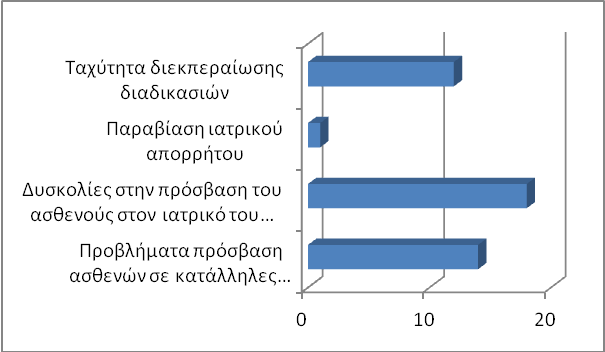 Ταχύτητα διεκπεραίωσης
διαδικασιών
Παραβίαση ιατρικού
απορρήτου
Δυσκολίες στην πρόσβαση του
ασθενούς στον ιατρικό του...
Προβλήματα πρόσβαση
ασθενών σε κατάλληλες...
0 10 20